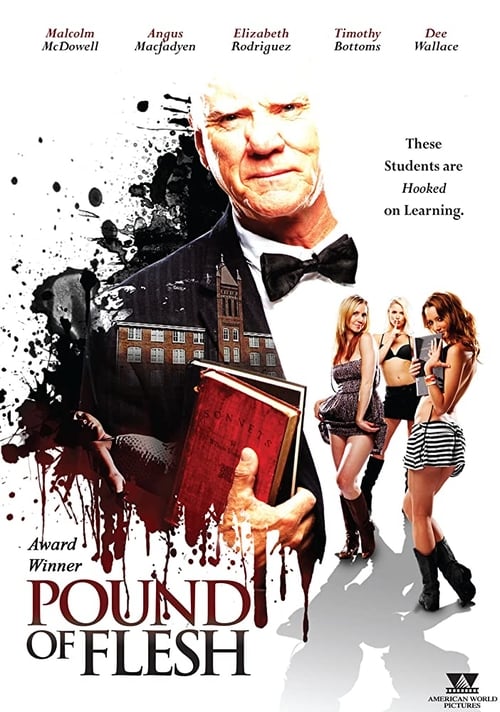 Malcolm McDowell
Angus Macfadyen
Elizabeth Rodriguez
Timothy Bottoms
Dee Wallace
These
Students are
Hooked
on Learning.
SONNETS
Award
Winner
POUND
OF FLESH
AMERICAN WORLD
PICTURES